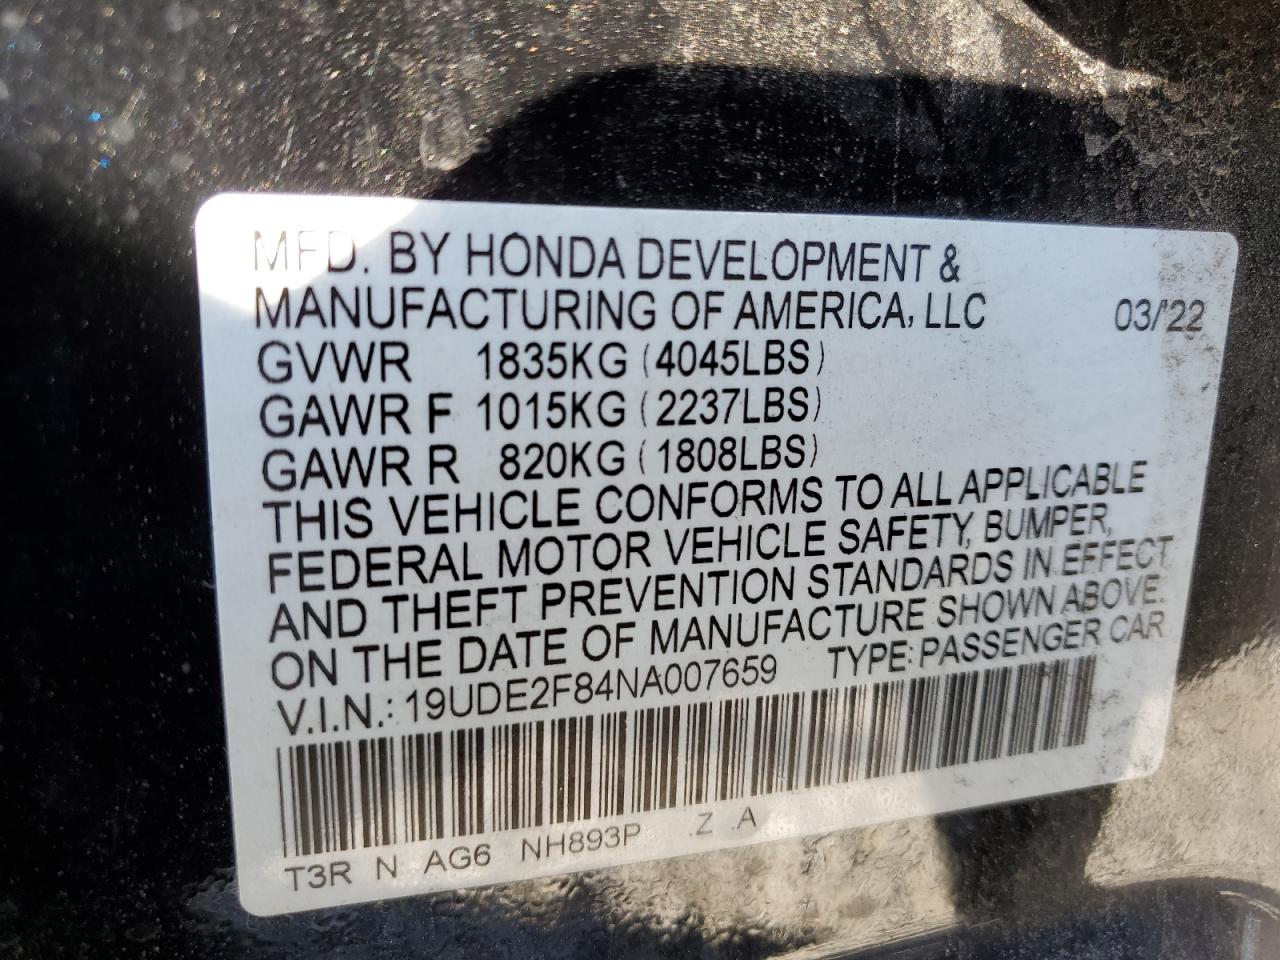 MFD. BY HONDA DEVELOPMENT &
MANUFACTURING OF AMERICA, LLC 03/'22
GVWR 1835KG (4045LBS)
GAWR F 1015KG (2237LBS)
GAWR R 820KG (1808LBS)
THIS VEHICLE CONFORMS TO ALL APPLICABLE
FEDERAL MOTOR VEHICLE SAFETY, BUMPER,
AND THEFT PREVENTION STANDARDS IN EFFECT
ON THE DATE OF MANUFACTURE SHOWN ABOVE.
V.I.N.: 19UDE2F84NA007659 TYPE: PASSENGER CAR
T3R N AG6 NH893P .Z .A